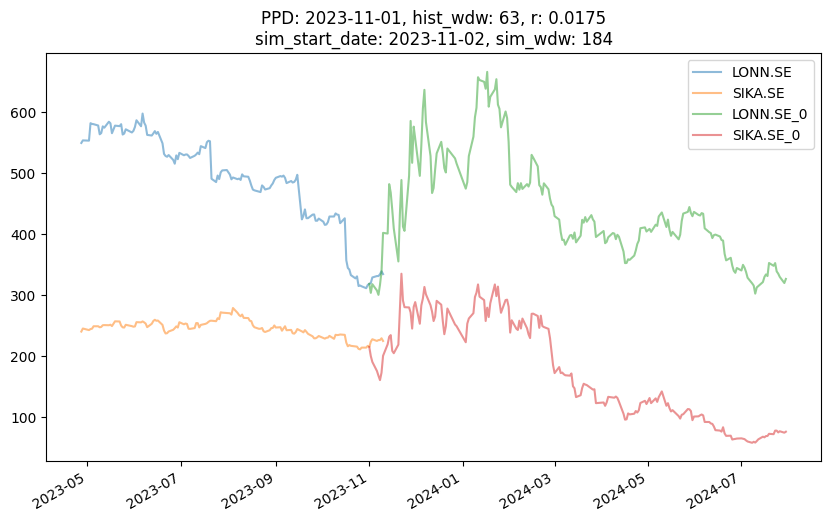 PPD: 2023-11-01, hist_wdw: 63, r: 0.0175
sim_start_date: 2023-11-02, sim_wdw: 184
LONN.SE
SIKA.SE
LONN.SE_0
SIKA.SE_0
600
500
400
300
200
100
2023-05
2023-07
2023-09
2023-11
2024-01
2024-03
2024-05
2024-07